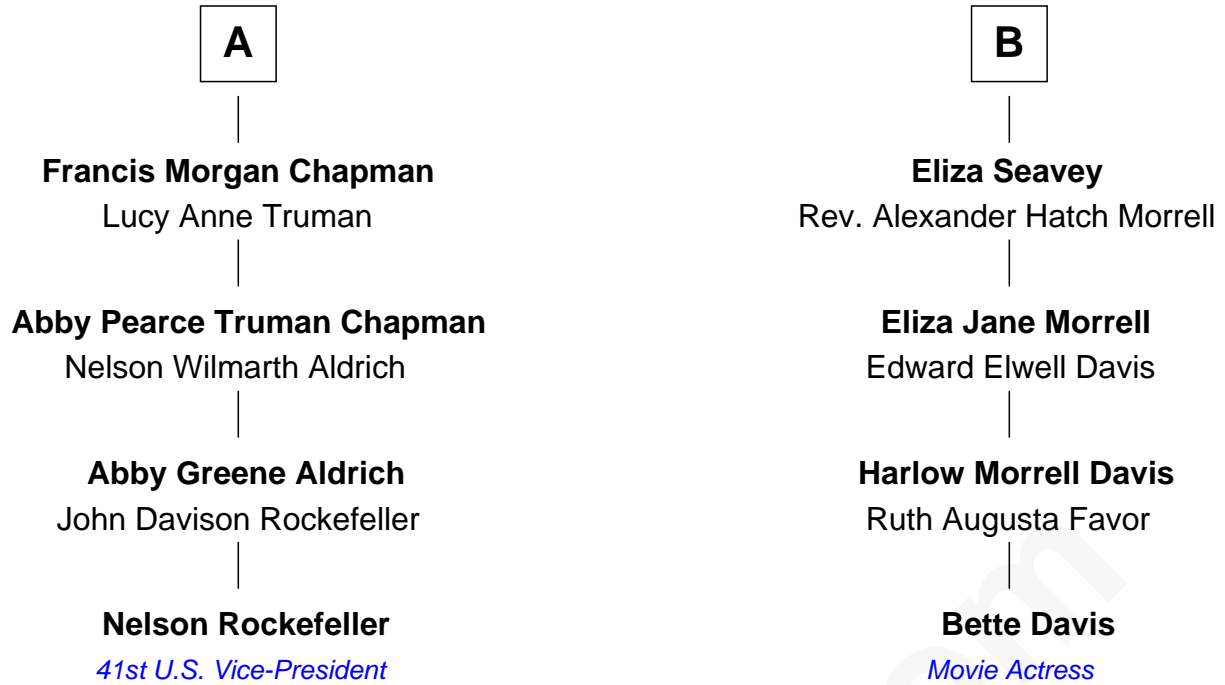 A
Francis Morgan Chapman
Lucy Anne Truman
Abby Pearce Truman Chapman
Nelson Wilmarth Aldrich
Abby Greene Aldrich
John Davison Rockefeller
Nelson Rockefeller
41st U.S. Vice-President
B
Eliza Seavey
Rev. Alexander Hatch Morrell
Eliza Jane Morrell
Edward Elwell Davis
Harlow Morrell Davis
Ruth Augusta Favor
Bette Davis
Movie Actress